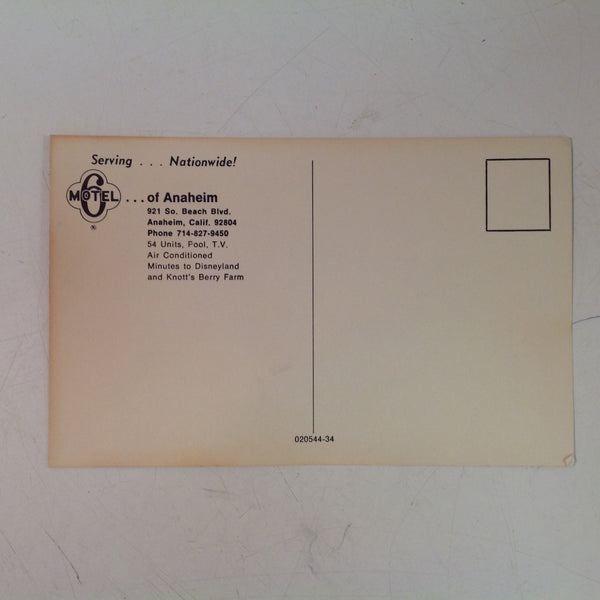 Serving . . . Nationwide!
MOTEL 6 ®
. . . of Anaheim
921 So. Beach Blvd.
Anaheim, Calif. 92804
Phone 714-827-9450
54 Units, Pool, T.V.
Air Conditioned
Minutes to Disneyland
and Knott's Berry Farm
020544-34